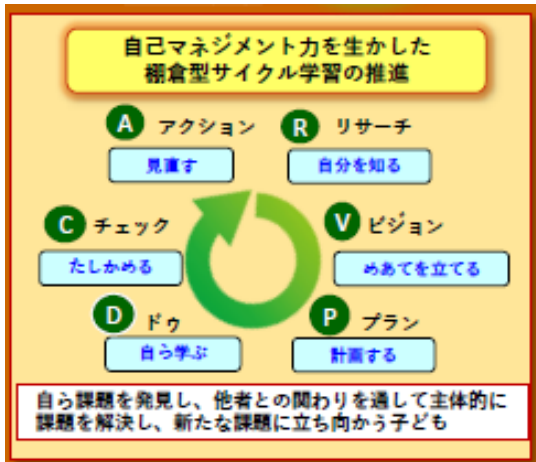 自己マネジメント力を生かした
棚倉型サイクル学習の推進
A アクション
見直す
R リサーチ
自分を知る
C チェック
たしかめる
V ビジョン
めあてを立てる
D ドゥ
自ら学ぶ
P プラン
計画する
自ら課題を発見し、他者との関わりを通して主体的に
課題を解決し、新たな課題に立ち向かう子ども